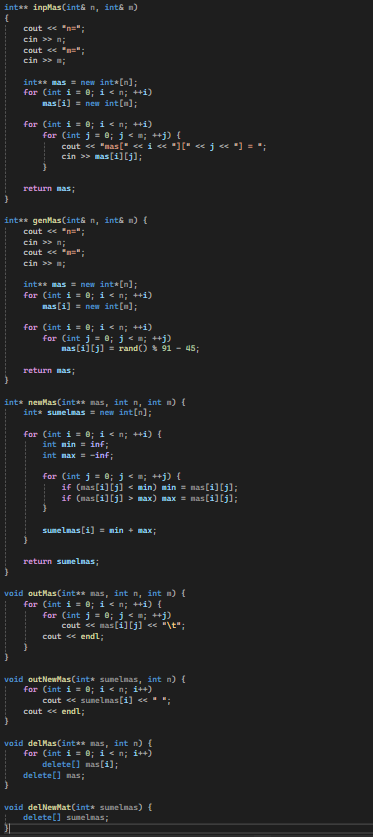 int** inpMas(int& n, int& m)
{
    cout << "n=";
    cin >> n;
    cout << "m=";
    cin >> m;

    int** mas = new int*[n];
    for (int i = 0; i < n; ++i)
        mas[i] = new int[m];

    for (int i = 0; i < n; ++i)
        for (int j = 0; j < m; ++j) {
            cout << "mas[" << i << "][" << j << "] = ";
            cin >> mas[i][j];
        }

    return mas;
}

int** genMas(int& n, int& m) {
    cout << "n=";
    cin >> n;
    cout << "m=";
    cin >> m;

    int** mas = new int*[n];
    for (int i = 0; i < n; ++i)
        mas[i] = new int[m];

    for (int i = 0; i < n; ++i)
        for (int j = 0; j < m; ++j)
            mas[i][j] = rand() % 91 - 45;

    return mas;
}

int* newMas(int** mas, int n, int m) {
    int* sumelmas = new int[n];

    for (int i = 0; i < n; ++i) {
        int min = inf;
        int max = -inf;

        for (int j = 0; j < m; ++j) {
            if (mas[i][j] < min) min = mas[i][j];
            if (mas[i][j] > max) max = mas[i][j];
        }

        sumelmas[i] = min + max;
    }

    return sumelmas;
}

void outMas(int** mas, int n, int m) {
    for (int i = 0; i < n; ++i) {
        for (int j = 0; j < m; ++j)
            cout << mas[i][j] << "\t";
        cout << endl;
    }
}

void outNewMas(int* sumelmas, int n) {
    for (int i = 0; i < n; i++)
        cout << sumelmas[i] << " ";
    cout << endl;
}

void delMas(int** mas, int n) {
    for (int i = 0; i < n; i++)
        delete[] mas[i];
    delete[] mas;
}

void delNewMat(int* sumelmas) {
    delete[] sumelmas;
}